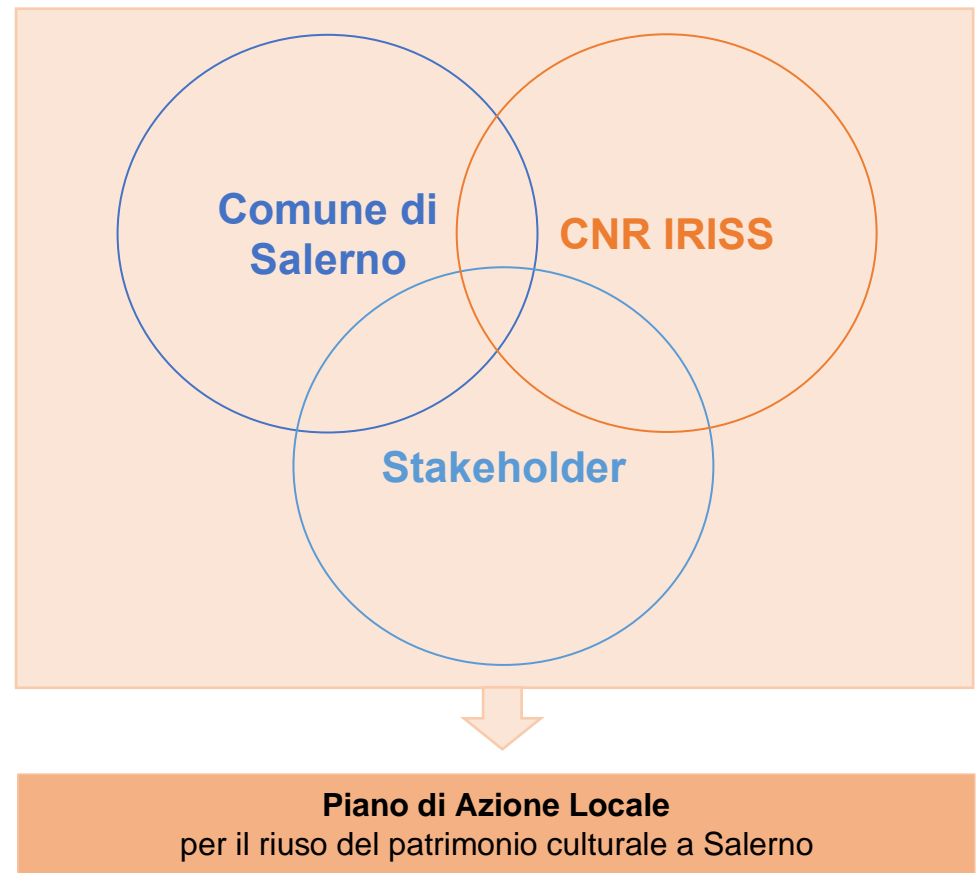 Comune di
Salerno
CNR IRISS
Stakeholder
Piano di Azione Locale
per il riuso del patrimonio culturale a Salerno